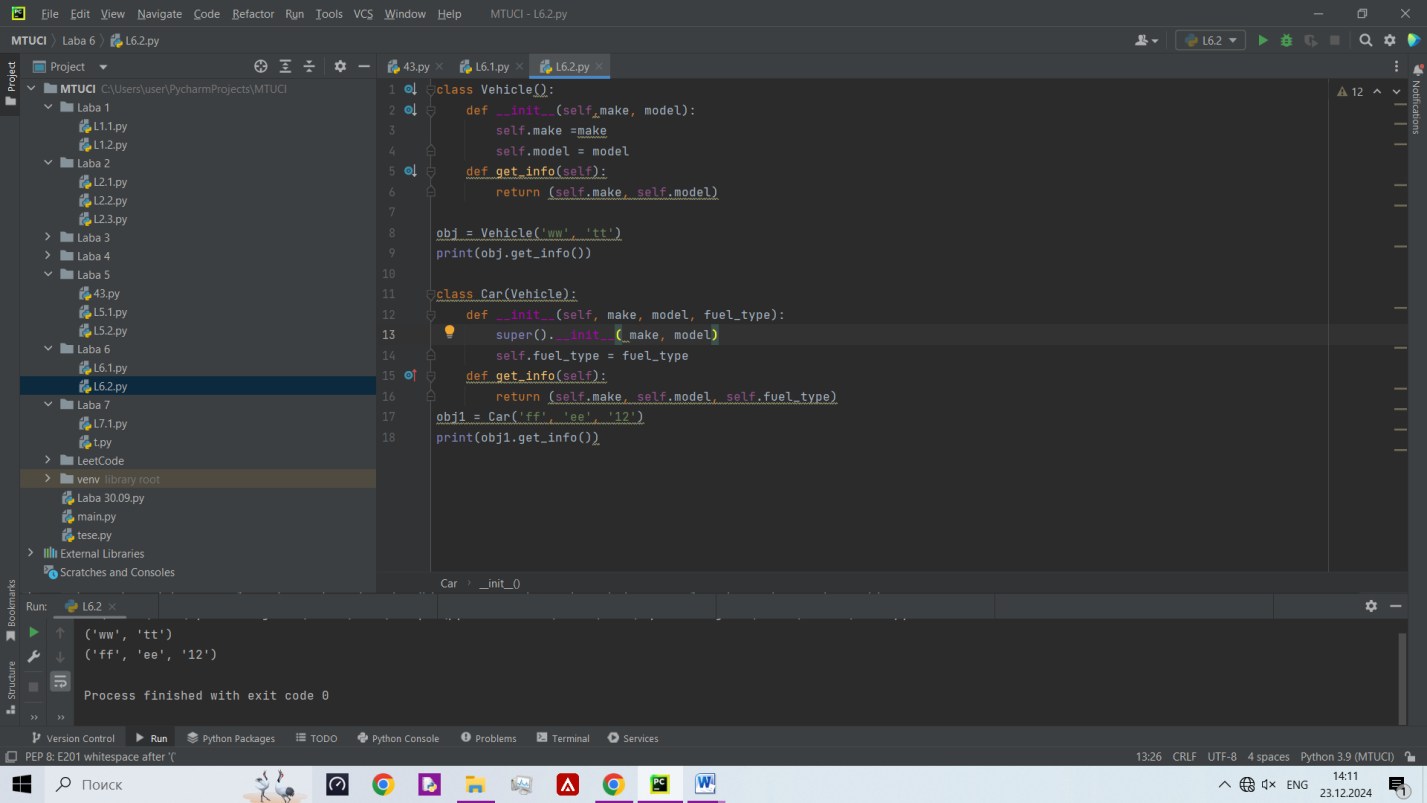 PC File Edit View Navigate Code Refactor Run Tools VCS Window Help MTUCI - L6.2.py
MTUCI Laba 6 L6.2.py L6.2
Project 43.py L6.1.py L6.2.py
MTUCI C:\Users\user\PycharmProjects\MTUCI
Laba 1
L1.1.py
L1.2.py
Laba 2
L2.1.py
L2.2.py
L2.3.py
Laba 3
Laba 4
Laba 5
43.py
L5.1.py
L5.2.py
Laba 6
L6.1.py
L6.2.py
Laba 7
L7.1.py
t.py
LeetCode
venv library root
Laba 30.09.py
main.py
tese.py
External Libraries
Scratches and Consoles
1 class Vehicle():
2 def __init__(self,make, model):
3 self.make =make
4 self.model = model
5 def get_info(self):
6 return (self.make, self.model)
7
8 obj = Vehicle('ww', 'tt')
9 print(obj.get_info())
10
11 class Car(Vehicle):
12 def __init__(self, make, model, fuel_type):
13 super().__init__( make, model)
14 self.fuel_type = fuel_type
15 def get_info(self):
16 return (self.make, self.model, self.fuel_type)
17 obj1 = Car('ff', 'ee', '12')
18 print(obj1.get_info())
12
Car __init__()
Project
Notifications
Bookmarks
Structure
Run: L6.2
('ww', 'tt')
('ff', 'ee', '12')
Process finished with exit code 0
Version Control Run Python Packages TODO Python Console Problems Terminal Services
PEP 8: E201 whitespace after '(' 13:26 CRLF UTF-8 4 spaces Python 3.9 (MTUCI)
Поиск PC W ENG 14:11
23.12.2024 1